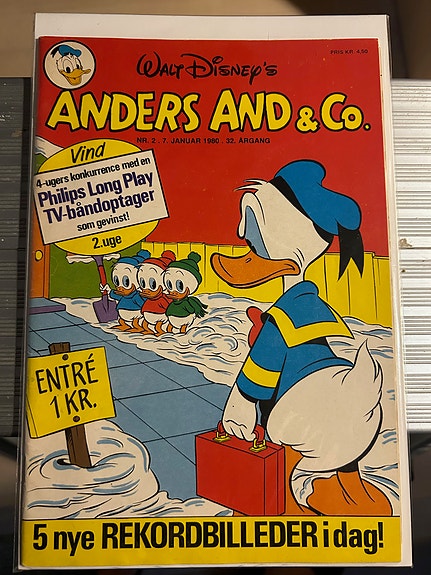 PRIS KR. 4,50
WALT DISNEY'S
ANDERS AND & Co.
NR. 2 . 7. JANUAR 1980 . 32. ÅRGANG
Vind
4-ugers konkurrence med en
Philips Long Play
TV-båndoptager
som gevinst!
2.uge
ENTRÉ
1 KR.
5 nye REKORDBILLEDER i dag!